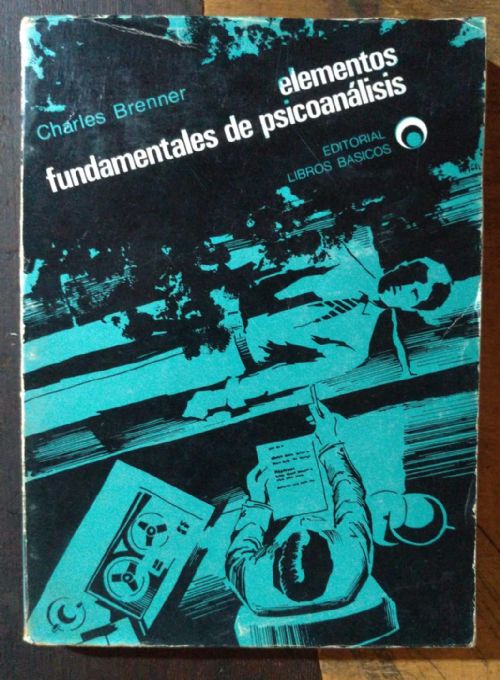 Charles Brenner
elementos
fundamentales de psicoanálisis
EDITORIAL
LIBROS BASICOS